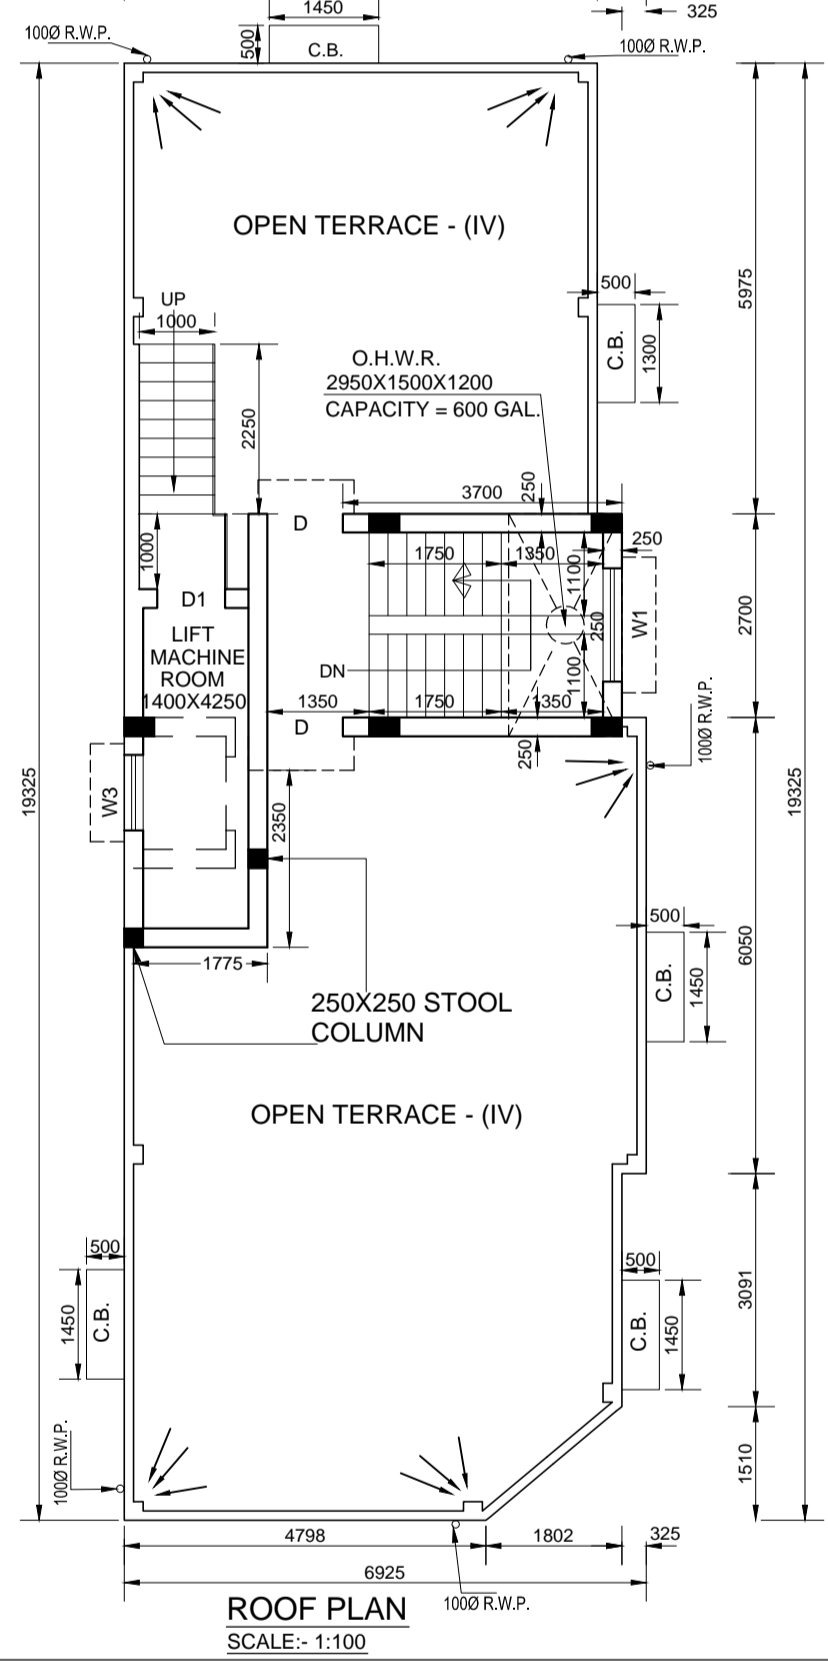 1450
325
100Ø R.W.P.
500
C.B.
100Ø R.W.P.
OPEN TERRACE - (IV)
5975
500
UP
1000
C.B.
1300
O.H.W.R.
2950X1500X1200
CAPACITY = 600 GAL.
2250
250
3700
D
250
1000
1750
1350
1100
D1
250
W1
2700
LIFT
MACHINE
ROOM
1400X4250
DN
1100
1350
1750
1350
D
250
100Ø R.W.P.
19325
W3
2350
19325
500
1775
C.B.
1450
6050
250X250 STOOL
COLUMN
OPEN TERRACE - (IV)
500
500
1450
C.B.
C.B.
1450
3091
100Ø R.W.P.
1510
4798
1802
325
6925
100Ø R.W.P.
ROOF PLAN
SCALE:- 1:100